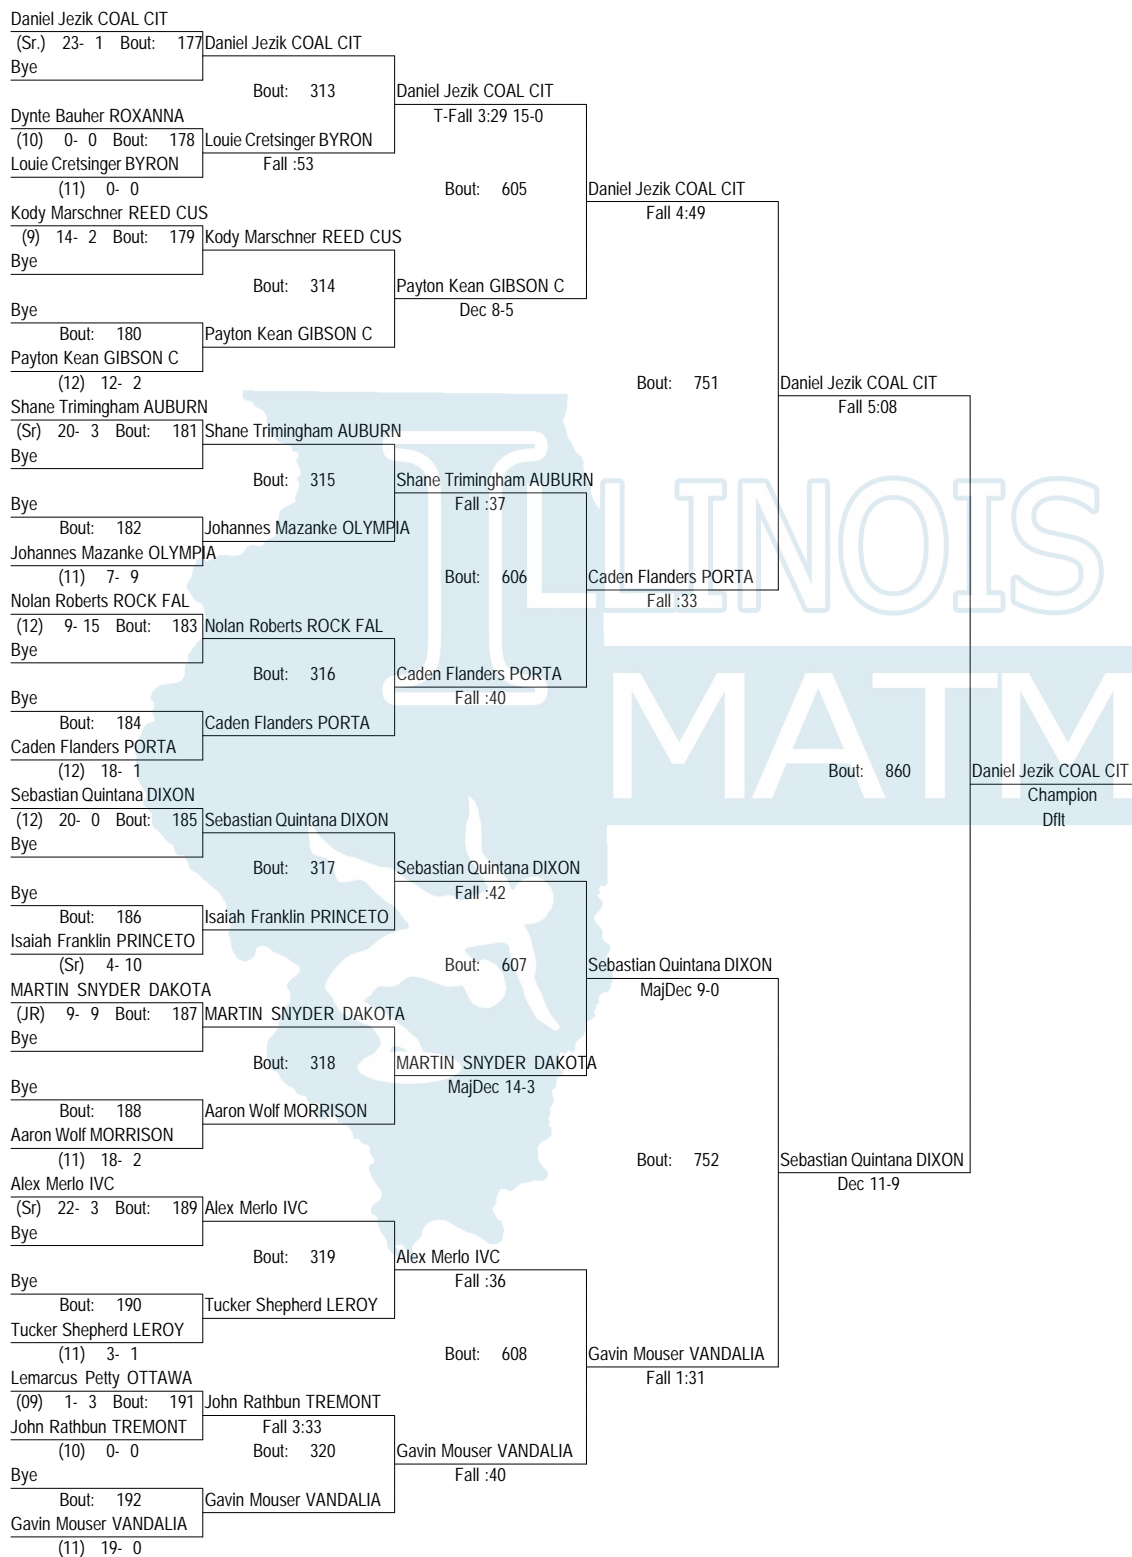 Daniel Jezik COAL CIT
(Sr.) 23- 1 Bout: 177 Daniel Jezik COAL CIT
Bye
Bout: 313 Daniel Jezik COAL CIT
Dynte Bauher ROXANNA T-Fall 3:29 15-0
(10) 0- 0 Bout: 178 Louie Cretsinger BYRON
Louie Cretsinger BYRON Fall :53
(11) 0- 0 Bout: 605 Daniel Jezik COAL CIT
Kody Marschner REED CUS Fall 4:49
(9) 14- 2 Bout: 179 Kody Marschner REED CUS
Bye
Bout: 314 Payton Kean GIBSON C
Bye Dec 8-5
Bout: 180 Payton Kean GIBSON C
Payton Kean GIBSON C
(12) 12- 2 Bout: 751 Daniel Jezik COAL CIT
Shane Trimingham AUBURN Fall 5:08
(Sr) 20- 3 Bout: 181 Shane Trimingham AUBURN
Bye
Bout: 315 Shane Trimingham AUBURN
Bye Fall :37
Bout: 182 Johannes Mazanke OLYMPIA
Johannes Mazanke OLYMPIA
(11) 7- 9 Bout: 606 Caden Flanders PORTA
Nolan Roberts ROCK FAL Fall :33
(12) 9- 15 Bout: 183 Nolan Roberts ROCK FAL
Bye
Bout: 316 Caden Flanders PORTA
Bye Fall :40
Bout: 184 Caden Flanders PORTA
Caden Flanders PORTA
(12) 18- 1 Bout: 860 Daniel Jezik COAL CIT
Sebastian Quintana DIXON Champion
(12) 20- 0 Bout: 185 Sebastian Quintana DIXON Dflt
Bye
Bout: 317 Sebastian Quintana DIXON
Bye Fall :42
Bout: 186 Isaiah Franklin PRINCETO
Isaiah Franklin PRINCETO
(Sr) 4- 10 Bout: 607 Sebastian Quintana DIXON
MARTIN SNYDER DAKOTA MajDec 9-0
(JR) 9- 9 Bout: 187 MARTIN SNYDER DAKOTA
Bye
Bout: 318 MARTIN SNYDER DAKOTA
Bye MajDec 14-3
Bout: 188 Aaron Wolf MORRISON
Aaron Wolf MORRISON
(11) 18- 2 Bout: 752 Sebastian Quintana DIXON
Alex Merlo IVC Dec 11-9
(Sr) 22- 3 Bout: 189 Alex Merlo IVC
Bye
Bout: 319 Alex Merlo IVC
Bye Fall :36
Bout: 190 Tucker Shepherd LEROY
Tucker Shepherd LEROY
(11) 3- 1 Bout: 608 Gavin Mouser VANDALIA
Lemarcus Petty OTTAWA Fall 1:31
(09) 1- 3 Bout: 191 John Rathbun TREMONT
John Rathbun TREMONT Fall 3:33
(10) 0- 0 Bout: 320 Gavin Mouser VANDALIA
Bye Fall :40
Bout: 192 Gavin Mouser VANDALIA
Gavin Mouser VANDALIA
(11) 19- 0
ILLINOIS
MATM